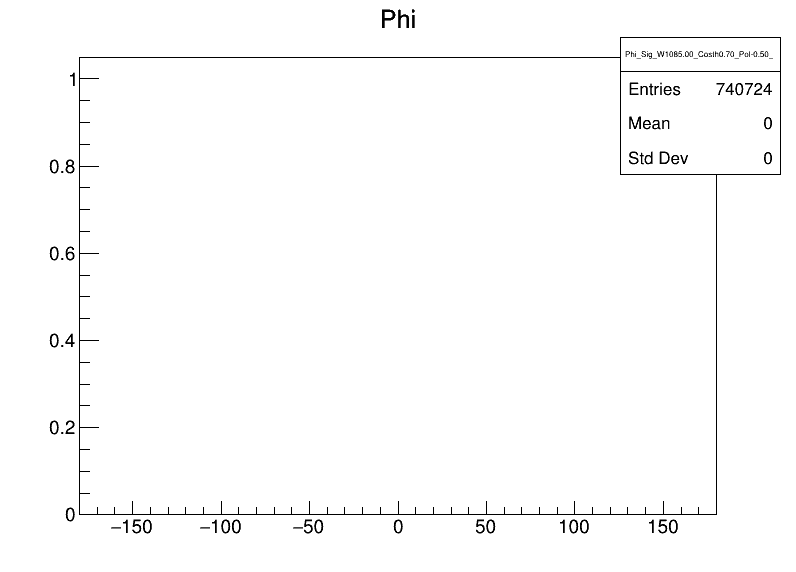 Phi
Phi_Sig_W1085.00_Costh0.70_Pol-0.50_
Entries 740724
Mean 0
Std Dev 0
1
0.8
0.6
0.4
0.2
0
−150 −100 −50 0 50 100 150